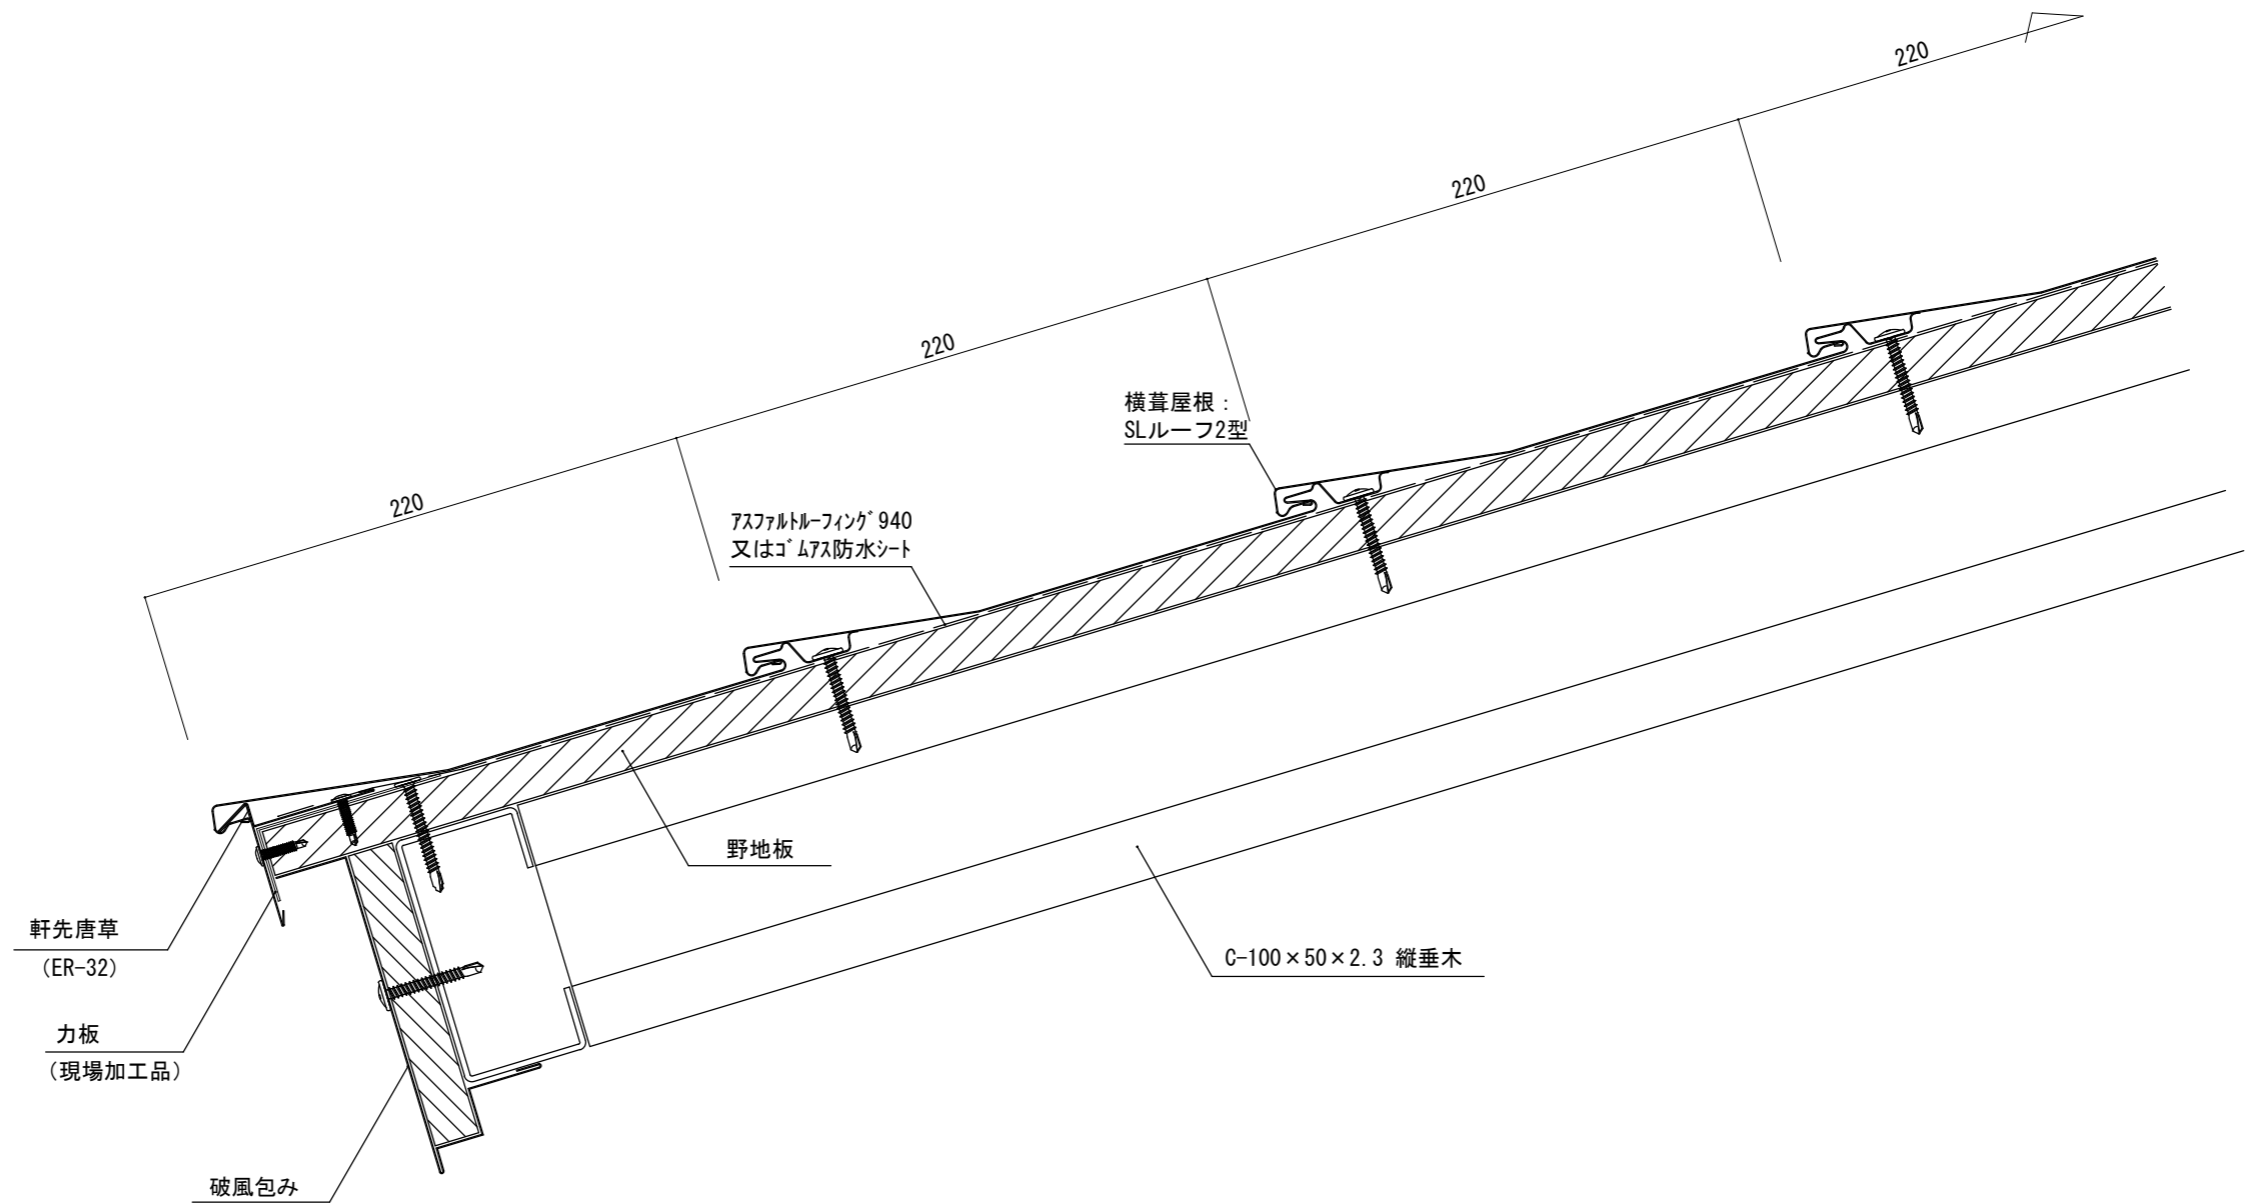 220
220
220
220
横葺屋根：
SLルーフ2型
ｱｽﾌｧﾙﾄﾙｰﾌｨﾝｸﾞ940
又はｺﾞﾑｱｽ防水ｼｰﾄ
野地板
軒先唐草
（ER-32）
C-100×50×2.3 縦垂木
力板
（現場加工品）
破風包み